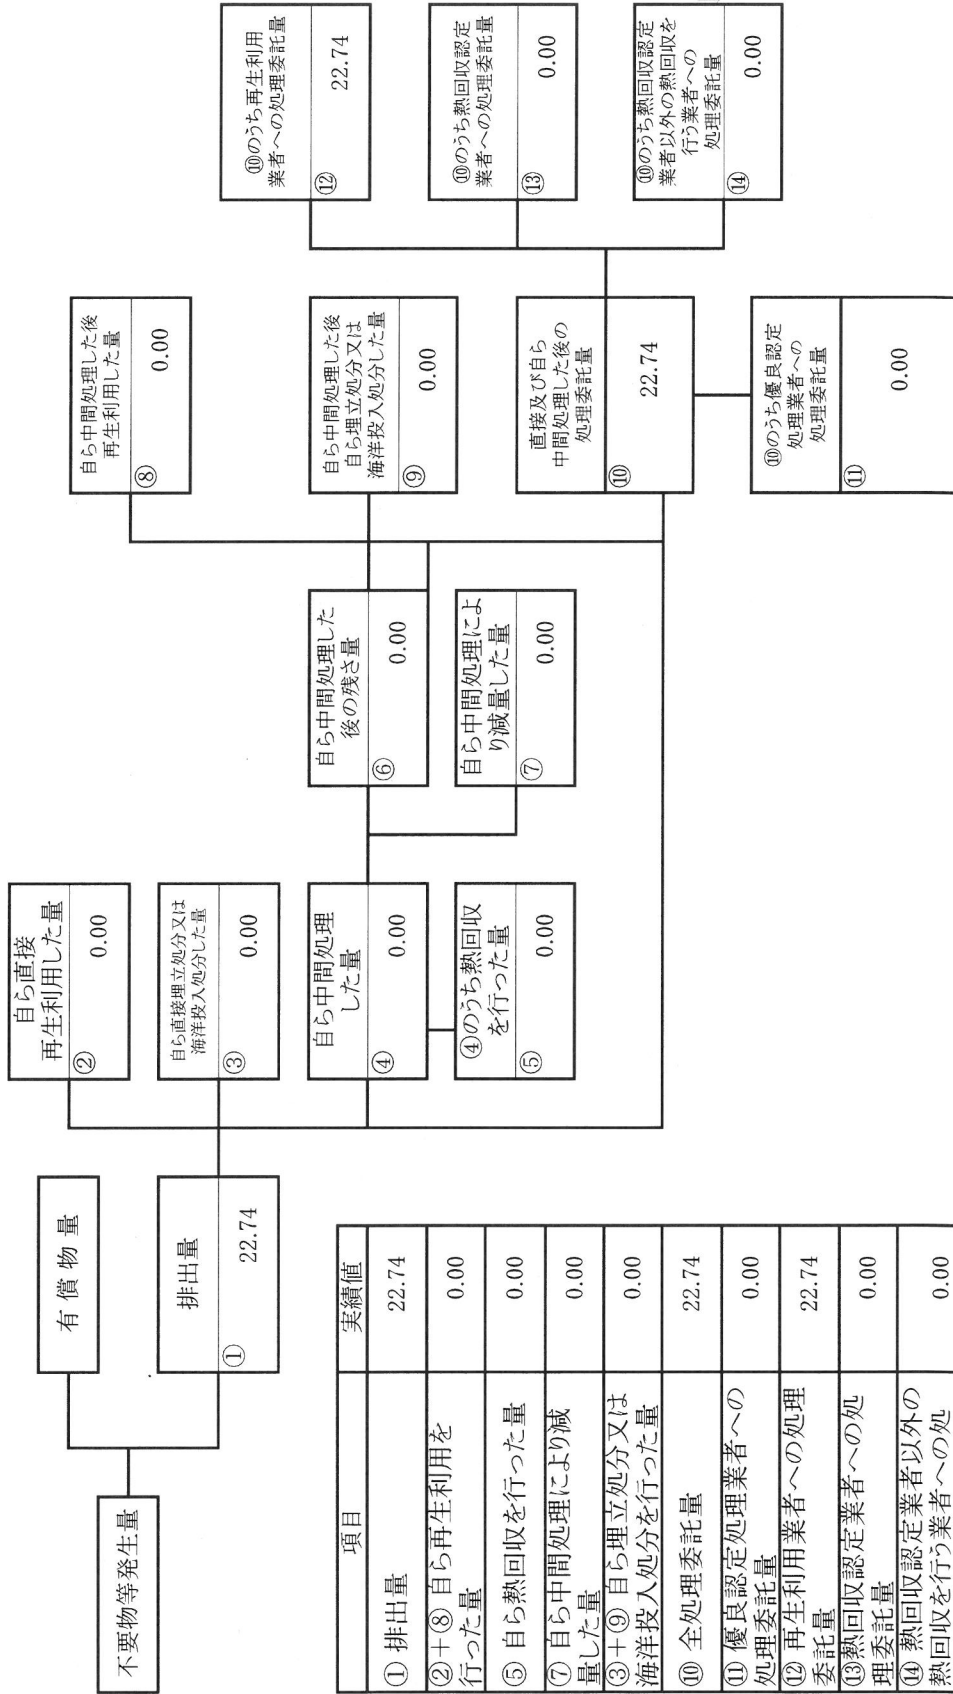 不要物等発生量
有償物量
排出量
①
22.74
自ら直接
再生利用した量
②
0.00
自ら直接埋立処分又は
海洋投入処分した量
③
0.00
自ら中間処理
した量
④
0.00
④のうち熱回収
を行った量
⑤
0.00
自ら中間処理した
後の残さ量
⑥
0.00
自ら中間処理によ
り減量した量
⑦
0.00
自ら中間処理した後
再生利用した量
⑧
0.00
自ら中間処理した後
自ら埋立処分又は
海洋投入処分した量
⑨
0.00
直接及び自ら
中間処理した後の
処理委託量
⑩
22.74
⑩のうち優良認定
処理業者への
処理委託量
⑪
0.00
⑩のうち再生利用
業者への処理委託量
⑫
22.74
⑩のうち熱回収認定
業者への処理委託量
⑬
0.00
⑩のうち熱回収認定
業者以外の熱回収を
行う業者への
処理委託量
⑭
0.00
項目 実績値
① 排出量 22.74
②+⑧ 自ら再生利用を
行った量 0.00
⑤ 自ら熱回収を行った量 0.00
⑦ 自ら中間処理により減
量した量 0.00
③+⑨ 自ら埋立処分又は
海洋投入処分を行った量 0.00
⑩ 全処理委託量 22.74
⑪ 優良認定処理業者への
処理委託量 0.00
⑫ 再生利用業者への処理
委託量 22.74
⑬熱回収認定業者への処
理委託量 0.00
⑭ 熱回収認定業者以外の
熱回収を行う業者への処 0.00